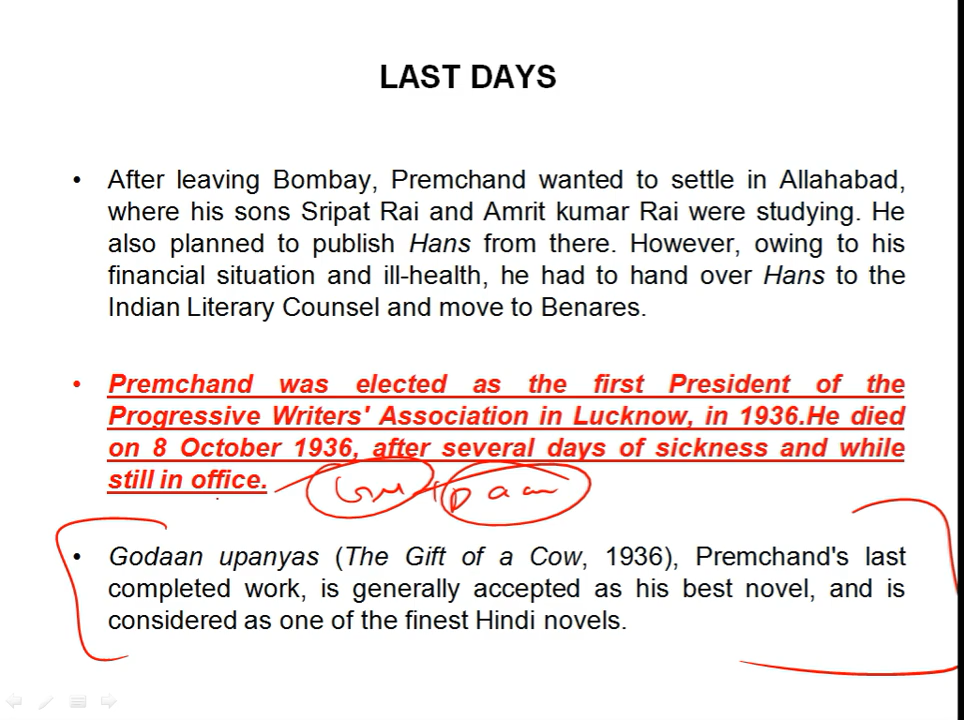 LAST DAYS
• After leaving Bombay, Premchand wanted to settle in Allahabad,
where his sons Sripat Rai and Amrit kumar Rai were studying. He
also planned to publish Hans from there. However, owing to his
financial situation and ill-health, he had to hand over Hans to the
Indian Literary Counsel and move to Benares.
• Premchand was elected as the first President of the
Progressive Writers' Association in Lucknow, in 1936.He died
on 8 October 1936, after several days of sickness and while
still in office.
• Godaan upanyas (The Gift of a Cow, 1936), Premchand's last
completed work, is generally accepted as his best novel, and is
considered as one of the finest Hindi novels.